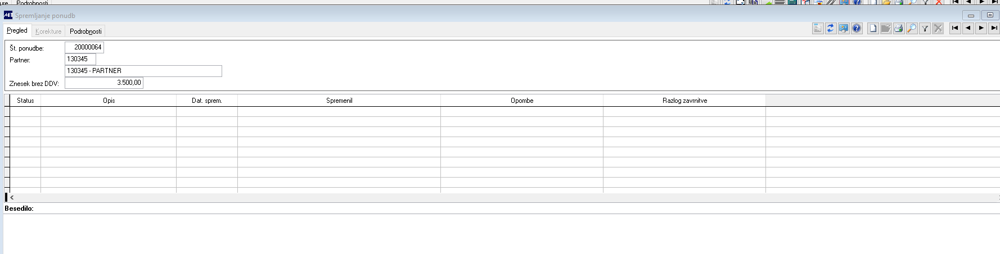 ure Podrobnosti
MIT Spremljanje ponudb
Pregled Korekture Podrobnosti
Št. ponudbe: 20000064
Partner: 130345
130345 - PARTNER
Znesek brez DDV: 3.500,00
Status Opis Dat. sprem. Spremenil Opombe Razlog zavrnitve
Besedilo: